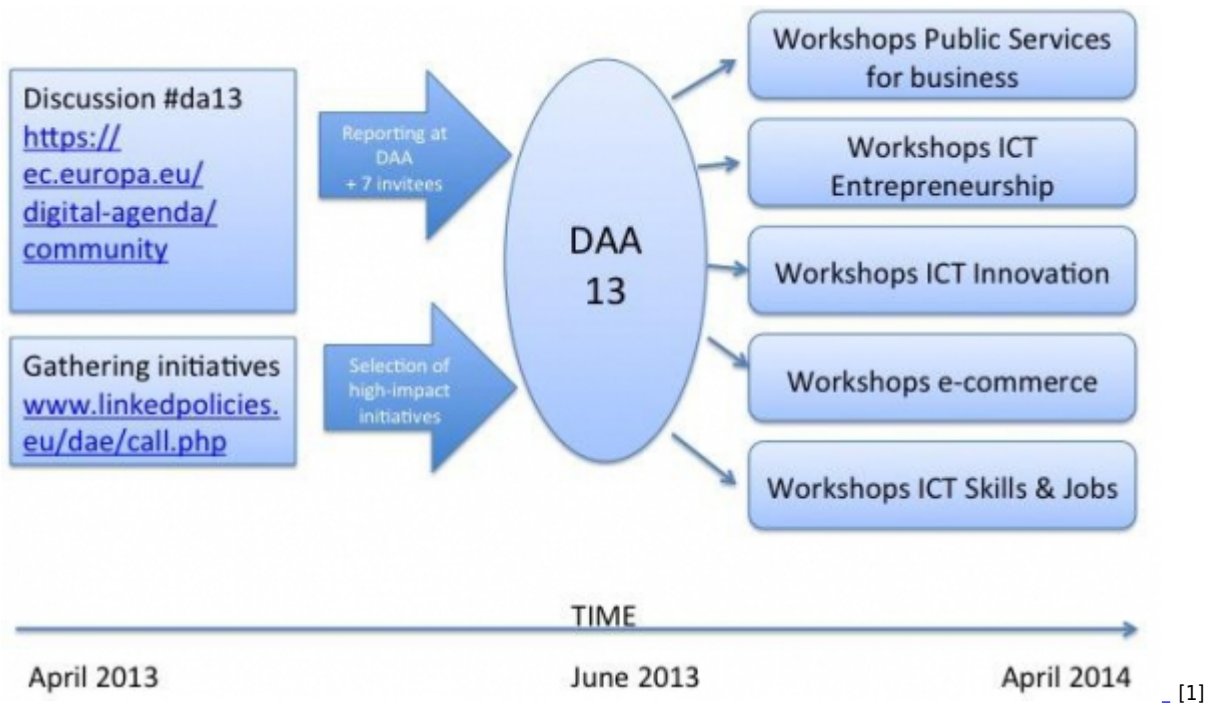 Discussion #da13
https://
ec.europa.eu/
digital-agenda/
community
Gathering initiatives
www.linkedpolicies.
eu/dae/call.php
Reporting at
DAA
+ 7 invitees
Selection of
high-impact
initiatives
DAA
13
Workshops Public Services
for business
Workshops ICT
Entrepreneurship
Workshops ICT Innovation
Workshops e-commerce
Workshops ICT Skills & Jobs
TIME
April 2013
June 2013
April 2014
[1]